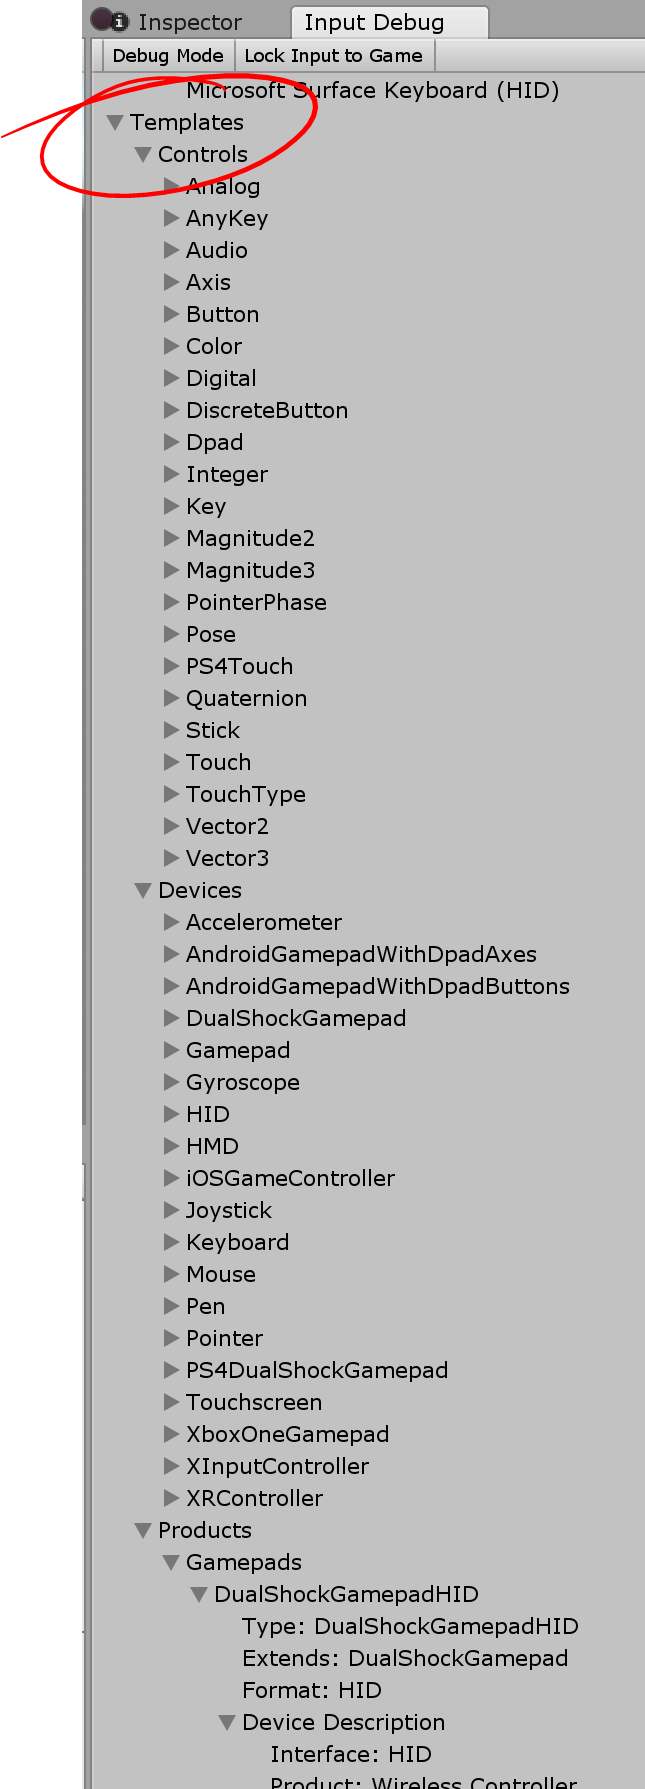 Inspector
Input Debug
Debug Mode
Lock Input to Game
Microsoft Surface Keyboard (HID)
Templates
Controls
Analog
AnyKey
Audio
Axis
Button
Color
Digital
DiscreteButton
Dpad
Integer
Key
Magnitude2
Magnitude3
PointerPhase
Pose
PS4Touch
Quaternion
Stick
Touch
TouchType
Vector2
Vector3
Devices
Accelerometer
AndroidGamepadWithDpadAxes
AndroidGamepadWithDpadButtons
DualShockGamepad
Gamepad
Gyroscope
HID
HMD
iOSGameController
Joystick
Keyboard
Mouse
Pen
Pointer
PS4DualShockGamepad
Touchscreen
XboxOneGamepad
XInputController
XRController
Products
Gamepads
DualShockGamepadHID
Type: DualShockGamepadHID
Extends: DualShockGamepad
Format: HID
Device Description
Interface: HID
Product: Wireless Controller